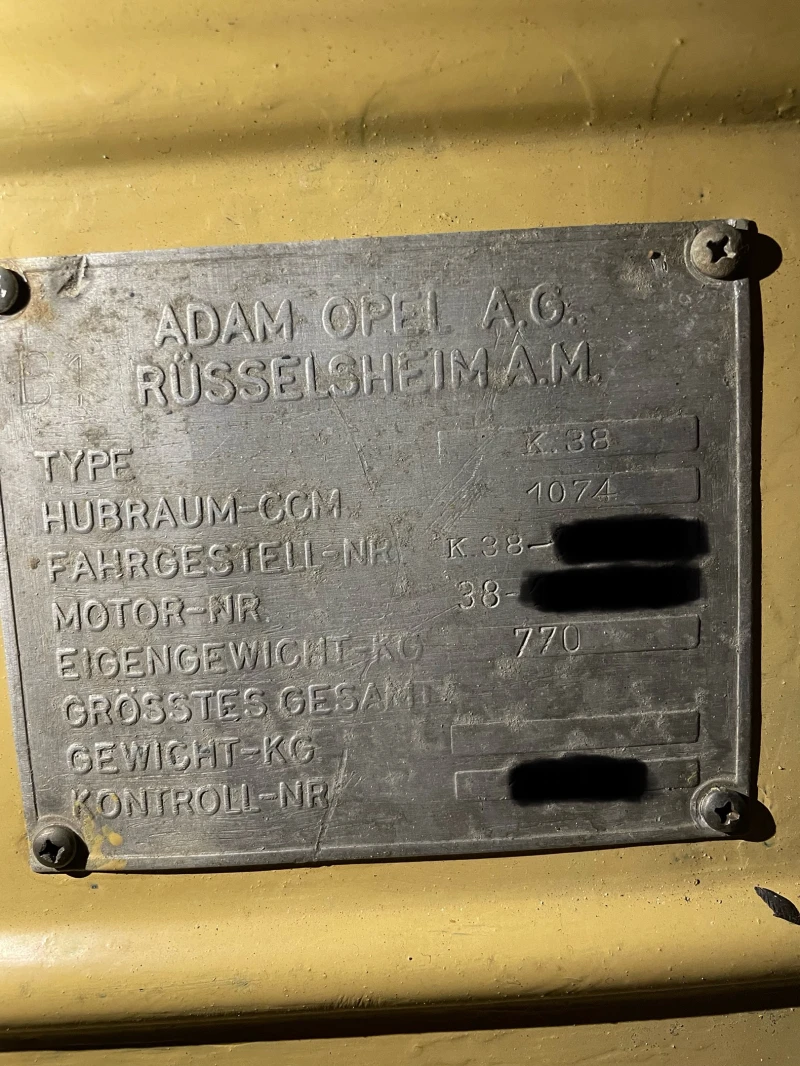 ADAM OPEL A.G.
B1 RÜSSELSHEIM A.M.
TYPE K.38
HUBRAUM-CCM 1074
FAHRGESTELL-NR. K.38-
MOTOR-NR. 38-
EIGENGEWICHT-KG 770
GRÖSSTES GESAMT-
GEWICHT-KG
KONTROLL-NR.